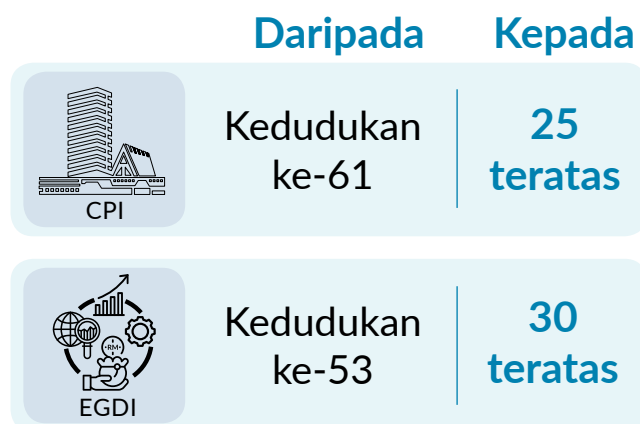 Daripada Kepada
Kedudukan
ke-61
25
teratas
CPI
Kedudukan
ke-53
30
teratas
RM
EGDI